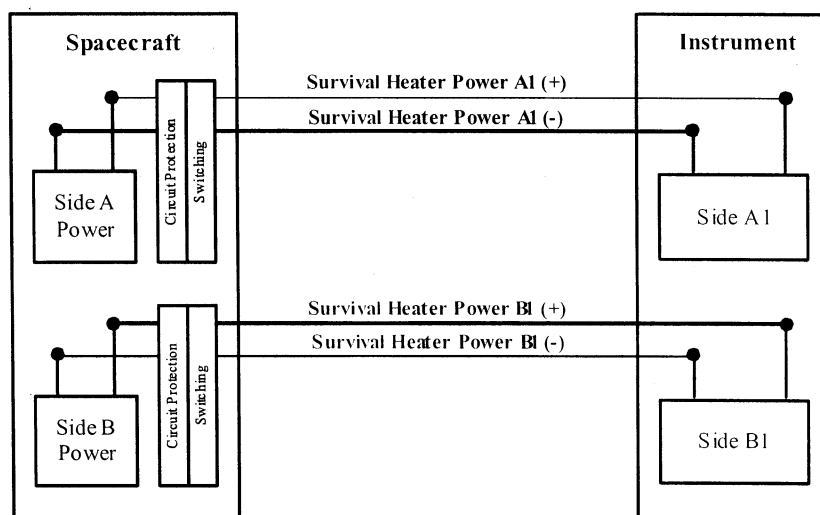 Spacecraft
Instrument
Survival Heater Power A1 (+)
Survival Heater Power A1 (-)
Circuit Protection
Switching
Side A
Power
Side A1
Survival Heater Power B1 (+)
Survival Heater Power B1 (-)
Circuit Protection
Switching
Side B
Power
Side B1